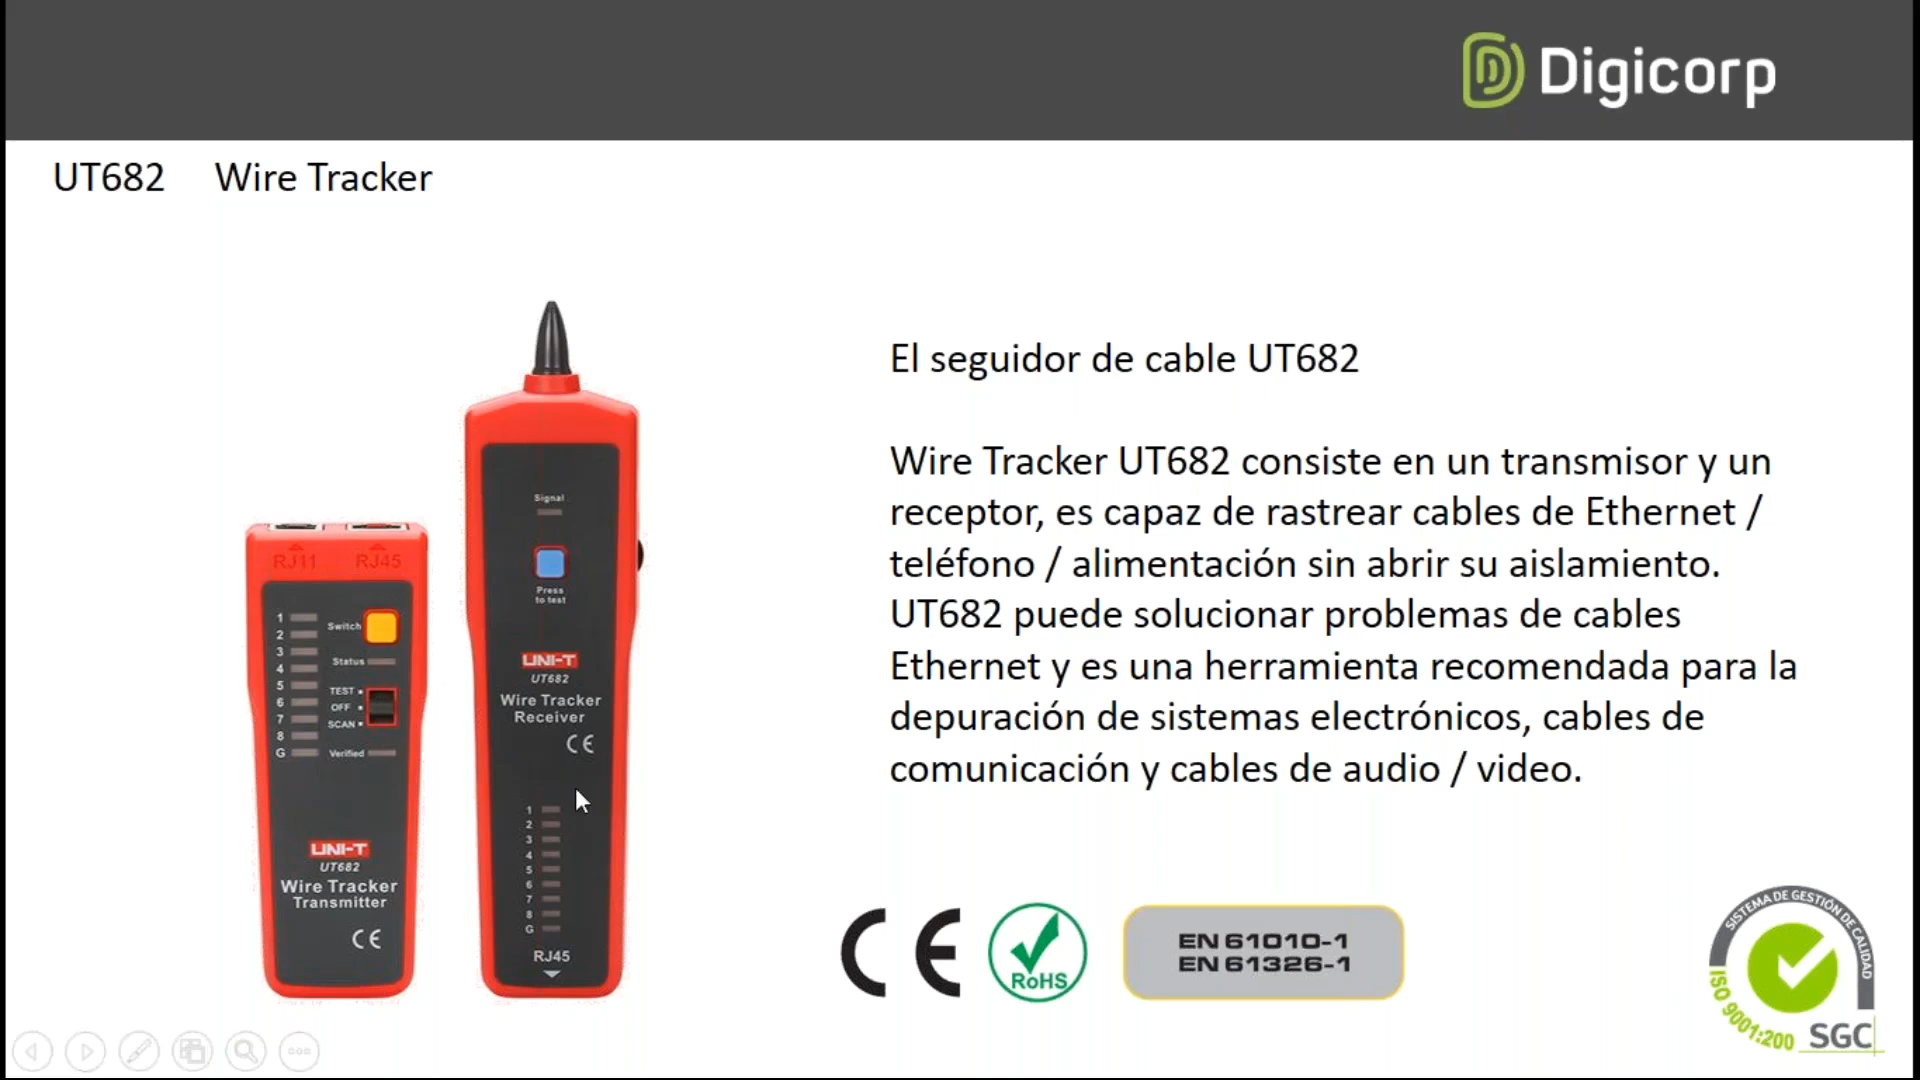 Digicorp
UT682 Wire Tracker
El seguidor de cable UT682
Wire Tracker UT682 consiste en un transmisor y un
receptor, es capaz de rastrear cables de Ethernet /
teléfono / alimentación sin abrir su aislamiento.
UT682 puede solucionar problemas de cables
Ethernet y es una herramienta recomendada para la
depuración de sistemas electrónicos, cables de
comunicación y cables de audio / video.
RJ11 RJ45
1
2
3
4
5
6
7
8
G
Switch
Status
TEST
OFF
SCAN
Verified
UNI-T
UT682
Wire Tracker
Transmitter
CE
Signal
Press
to test
UNI-T
UT682
Wire Tracker
Receiver
CE
1
2
3
4
5
6
7
8
G
RJ45
CE
RoHS
EN 61010-1
EN 61326-1
SISTEMA DE GESTIÓN DE CALIDAD
ISO 9001:200
SGC